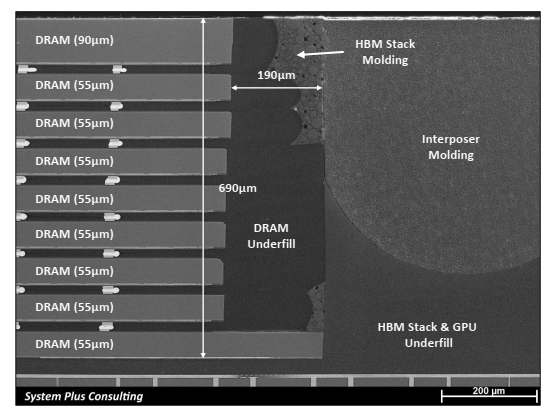 DRAM (90µm)
HBM Stack
Molding
190µm
DRAM (55µm)
DRAM (55µm)
Interposer
Molding
DRAM (55µm)
690µm
DRAM (55µm)
DRAM (55µm)
DRAM
Underfill
DRAM (55µm)
DRAM (55µm)
HBM Stack & GPU
Underfill
DRAM (55µm)
System Plus Consulting
200 µm